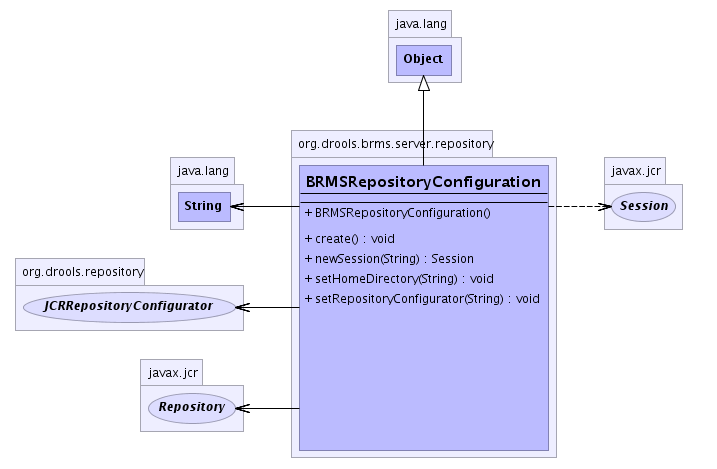 java.lang
Object
org.drools.brms.server.repository
BRMSRepositoryConfiguration
+ BRMSRepositoryConfiguration()
+ create() : void
+ newSession(String) : Session
+ setHomeDirectory(String) : void
+ setRepositoryConfigurator(String) : void
java.lang
String
javax.jcr
Session
org.drools.repository
JCRRepositoryConfigurator
javax.jcr
Repository